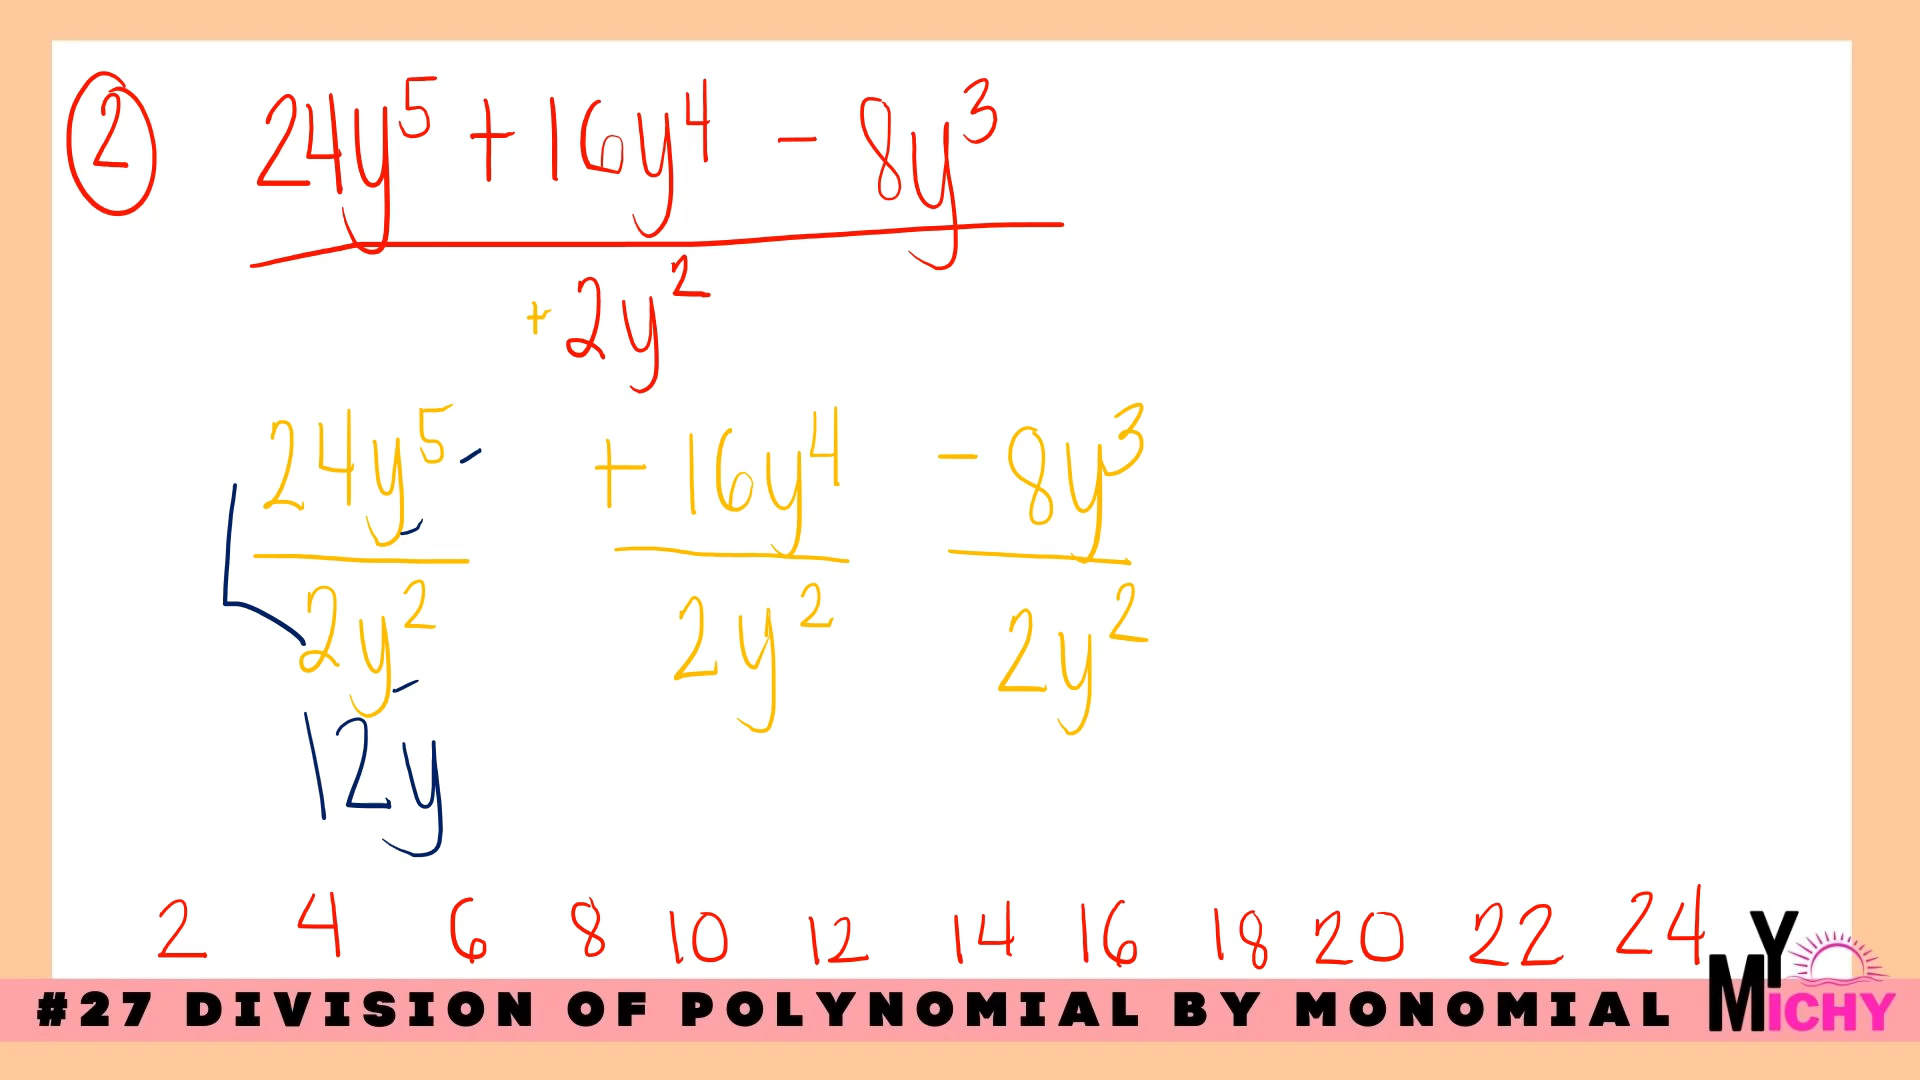 2 24y⁵ + 16y⁴ - 8y³
+ 2y²
24y⁵ + 16y⁴ - 8y³
2y² 2y² 2y²
12y
2 4 6 8 10 12 14 16 18 20 22 24
#27 DIVISION OF POLYNOMIAL BY MONOMIAL
MY MICHY